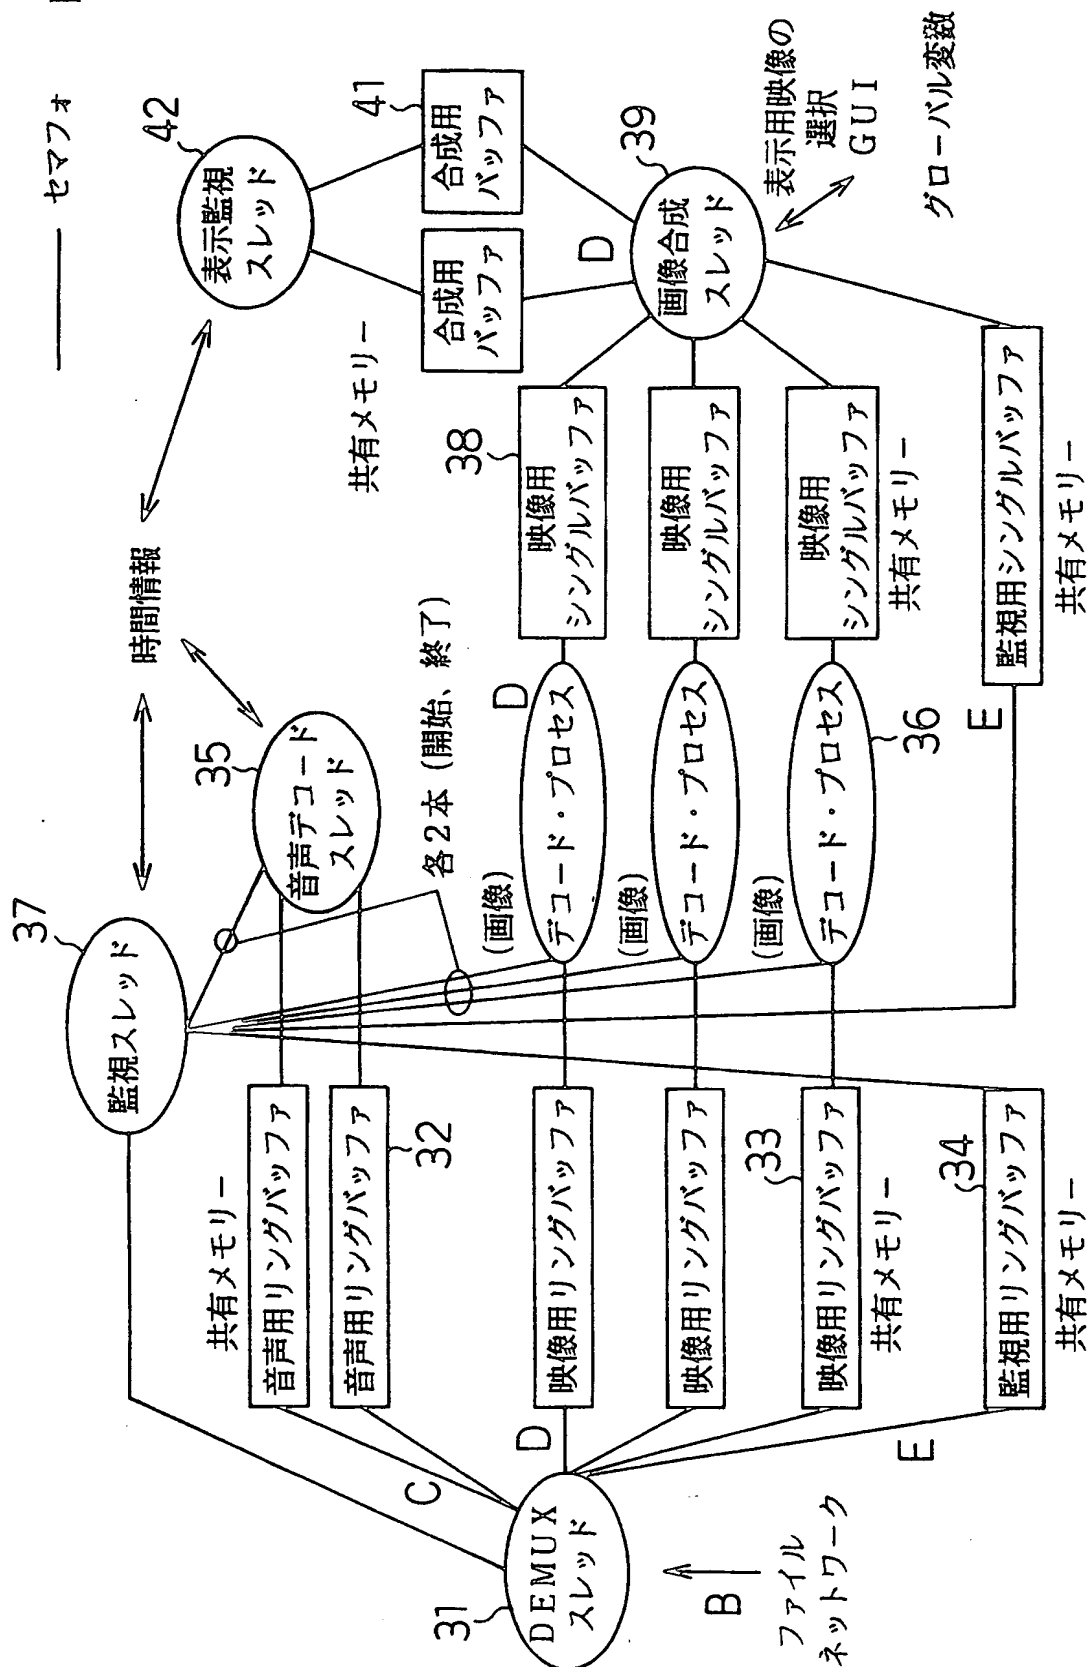 セマフォ
42
表示監視
スレッド
41
合成用
バッファ
合成用
バッファ
共有メモリー
39
画像合成
スレッド
D
表示用映像の
選択
GUI
グローバル変数
時間情報
38
映像用
シングルバッファ
映像用
シングルバッファ
映像用
シングルバッファ
共有メモリー
監視用シングルバッファ
共有メモリー
E
35
音声デコード
スレッド
各2本(開始、終了)
D
(画像)
デコード・プロセス
(画像)
デコード・プロセス
(画像)
デコード・プロセス
36
37
監視スレッド
共有メモリー
音声用リングバッファ
音声用リングバッファ
32
映像用リングバッファ
映像用リングバッファ
33
映像用リングバッファ
共有メモリー
34
監視用リングバッファ
共有メモリー
C
D
E
31
DEMUX
スレッド
B
ファイル
ネットワーク